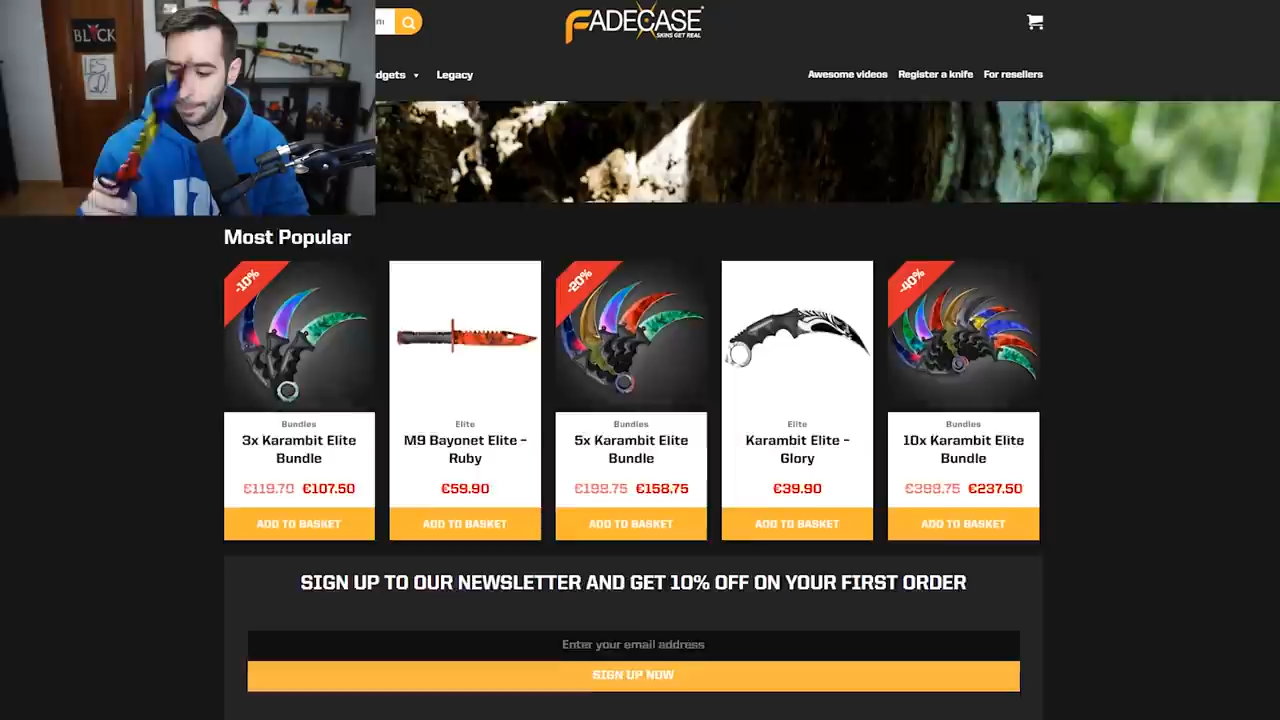 BLVCK
LES
GO!
FADECASE
SKINS GET REAL
dgets
Legacy
Awesome videos
Register a knife
For resellers
Most Popular
-10%
-20%
-40%
Bundles
3x Karambit Elite
Bundle
€119.70 €107.50
ADD TO BASKET
Elite
M9 Bayonet Elite -
Ruby
€59.90
ADD TO BASKET
Bundles
5x Karambit Elite
Bundle
€198.75 €158.75
ADD TO BASKET
Elite
Karambit Elite -
Glory
€39.90
ADD TO BASKET
Bundles
10x Karambit Elite
Bundle
€398.75 €237.50
ADD TO BASKET
SIGN UP TO OUR NEWSLETTER AND GET 10% OFF ON YOUR FIRST ORDER
Enter your email address
SIGN UP NOW